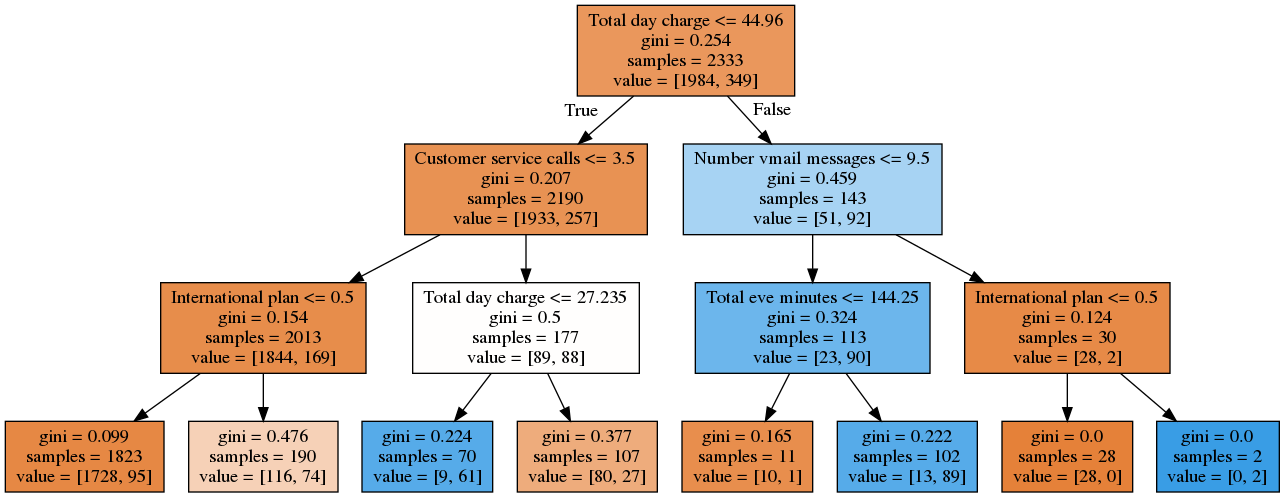 Total day charge <= 44.96
gini = 0.254
samples = 2333
value = [1984, 349]
True
False
Customer service calls <= 3.5
gini = 0.207
samples = 2190
value = [1933, 257]
Number vmail messages <= 9.5
gini = 0.459
samples = 143
value = [51, 92]
International plan <= 0.5
gini = 0.154
samples = 2013
value = [1844, 169]
Total day charge <= 27.235
gini = 0.5
samples = 177
value = [89, 88]
Total eve minutes <= 144.25
gini = 0.324
samples = 113
value = [23, 90]
International plan <= 0.5
gini = 0.124
samples = 30
value = [28, 2]
gini = 0.099
samples = 1823
value = [1728, 95]
gini = 0.476
samples = 190
value = [116, 74]
gini = 0.224
samples = 70
value = [9, 61]
gini = 0.377
samples = 107
value = [80, 27]
gini = 0.165
samples = 11
value = [10, 1]
gini = 0.222
samples = 102
value = [13, 89]
gini = 0.0
samples = 28
value = [28, 0]
gini = 0.0
samples = 2
value = [0, 2]